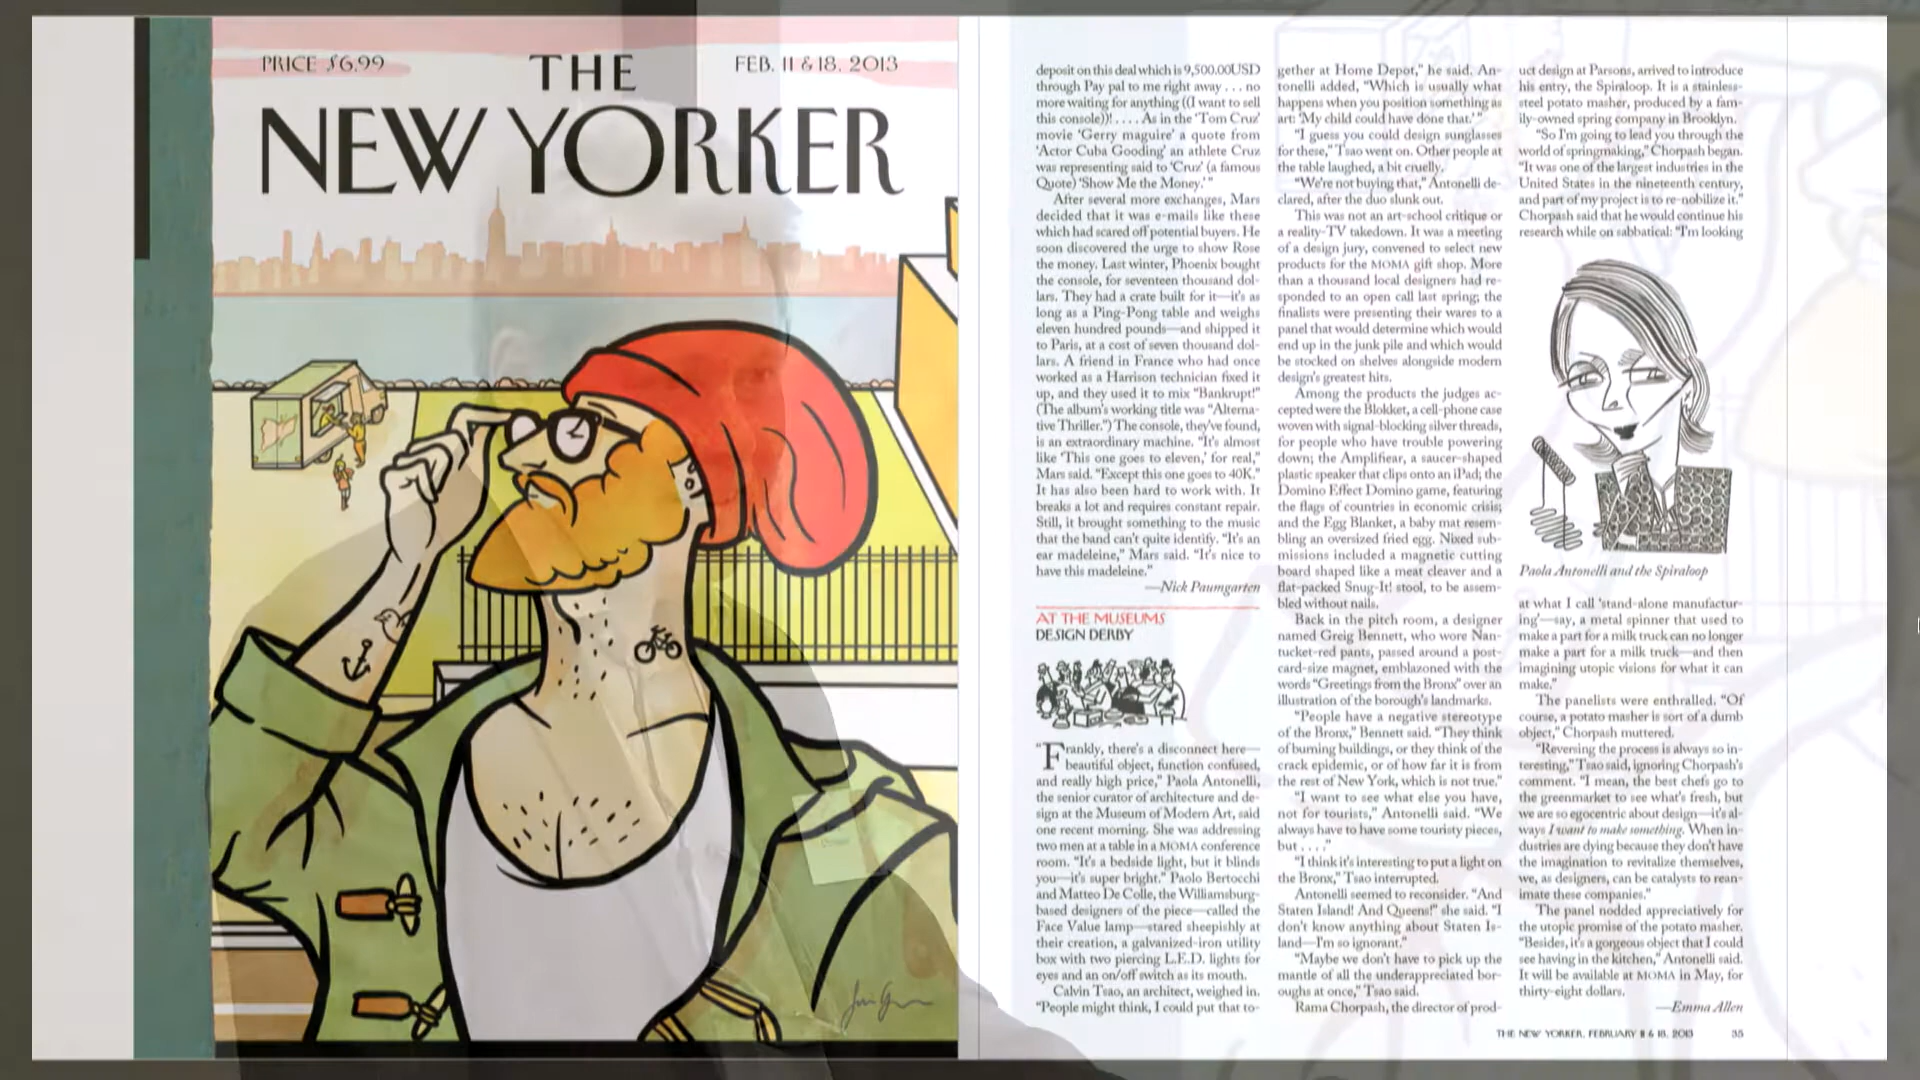 PRICE $6.99
THE
FEB. 11 & 18, 2013
NEW YORKER
deposit on this deal which is 9,500.00USD
through Pay pal to me right away . . . no
more waiting for anything ((I want to sell
this console))! . . . . As in the ‘Tom Cruz’
movie ‘Gerry maguire’ a quote from
‘Actor Cuba Gooding’ an athlete Cruz
was representing said to ‘Cruz’ (a famous
Quote) ‘Show Me the Money.’ ”
After several more exchanges, Mars
decided that it was e-mails like these
which had scared off potential buyers. He
soon discovered the urge to show Rose
the money. Last winter, Phoenix bought
the console, for seventeen thousand dol-
lars. They had a crate built for it—it’s as
long as a Ping-Pong table and weighs
eleven hundred pounds—and shipped it
to Paris, at a cost of seven thousand dol-
lars. A friend in France who had once
worked as a Harrison technician fixed it
up, and they used it to mix “Bankrupt!”
(The album’s working title was “Alterna-
tive Thriller.”) The console, they’ve found,
is an extraordinary machine. “It’s almost
like ‘This one goes to eleven,’ for real,”
Mars said. “Except this one goes to 40K.”
It has also been hard to work with. It
breaks a lot and requires constant repair.
Still, it brought something to the music
that the band can’t quite identify. “It’s an
ear madeleine,” Mars said. “It’s nice to
have this madeleine.”
—Nick Paumgarten
AT THE MUSEUMS
DESIGN DERBY
“Frankly, there’s a disconnect here—
beautiful object, function confused,
and really high price,” Paola Antonelli,
the senior curator of architecture and de-
sign at the Museum of Modern Art, said
one recent morning. She was addressing
two men at a table in a MOMA conference
room. “It’s a bedside light, but it blinds
you—it’s super bright.” Paolo Bertocchi
and Matteo De Colle, the Williamsburg-
based designers of the piece—called the
Face Value lamp—stared sheepishly at
their creation, a galvanized-iron utility
box with two piercing L.E.D. lights for
eyes and an on/off switch as its mouth.
Calvin Tsao, an architect, weighed in.
“People might think, I could put that to-
gether at Home Depot,” he said. An-
tonelli added, “Which is usually what
happens when you position something as
art: ‘My child could have done that.’ ”
“I guess you could design sunglasses
for these,” Tsao went on. Other people at
the table laughed, a bit cruelly.
“We’re not buying that,” Antonelli de-
clared, after the duo slunk out.
This was not an art-school critique or
a reality-TV takedown. It was a meeting
of a design jury, convened to select new
products for the MOMA gift shop. More
than a thousand local designers had re-
sponded to an open call last spring; the
finalists were presenting their wares to a
panel that would determine which would
end up in the junk pile and which would
be stocked on shelves alongside modern
design’s greatest hits.
Among the products the judges ac-
cepted were the Blokket, a cell-phone case
woven with signal-blocking silver threads,
for people who have trouble powering
down; the Amplifiear, a saucer-shaped
plastic speaker that clips onto an iPad; the
Domino Effect Domino game, featuring
the flags of countries in economic crisis;
and the Egg Blanket, a baby mat resem-
bling an oversized fried egg. Nixed sub-
missions included a magnetic cutting
board shaped like a meat cleaver and a
flat-packed Snug-It! stool, to be assem-
bled without nails.
Back in the pitch room, a designer
named Greig Bennett, who wore Nan-
tucket-red pants, passed around a post-
card-size magnet, emblazoned with the
words “Greetings from the Bronx” over an
illustration of the borough’s landmarks.
“People have a negative stereotype
of the Bronx,” Bennett said. “They think
of burning buildings, or they think of the
crack epidemic, or of how far it is from
the rest of New York, which is not true.”
“I want to see what else you have,
not for tourists,” Antonelli said. “We
always have to have some touristy pieces,
but . . . .”
“I think it’s interesting to put a light on
the Bronx,” Tsao interrupted.
Antonelli seemed to reconsider. “And
Staten Island! And Queens!” she said. “I
don’t know anything about Staten Is-
land—I’m so ignorant.”
“Maybe we don’t have to pick up the
mantle of all the underappreciated bor-
oughs at once,” Tsao said.
Rama Chorpash, the director of prod-
uct design at Parsons, arrived to introduce
his entry, the Spiraloop. It is a stainless-
steel potato masher, produced by a fam-
ily-owned spring company in Brooklyn.
“So I’m going to lead you through the
world of springmaking,” Chorpash began.
“It was one of the largest industries in the
United States in the nineteenth century,
and part of my project is to re-nobilize it.”
Chorpash said that he would continue his
research while on sabbatical: “I’m looking
Paola Antonelli and the Spiraloop
at what I call ‘stand-alone manufactur-
ing’—say, a metal spinner that used to
make a part for a milk truck can no longer
make a part for a milk truck—and then
imagining utopic visions for what it can
make.”
The panelists were enthralled. “Of
course, a potato masher is sort of a dumb
object,” Chorpash muttered.
“Reversing the process is always so in-
teresting,” Tsao said, ignoring Chorpash’s
comment. “I mean, the best chefs go to
the greenmarket to see what’s fresh, but
we are so egocentric about design—it’s al-
ways I want to make something. When in-
dustries are dying because they don’t have
the imagination to revitalize themselves,
we, as designers, can be catalysts to rean-
imate these companies.”
The panel nodded appreciatively for
the utopic promise of the potato masher.
“Besides, it’s a gorgeous object that I could
see having in the kitchen,” Antonelli said.
It will be available at MOMA in May, for
thirty-eight dollars.
—Emma Allen
THE NEW YORKER, FEBRUARY 11 & 18, 2013 35